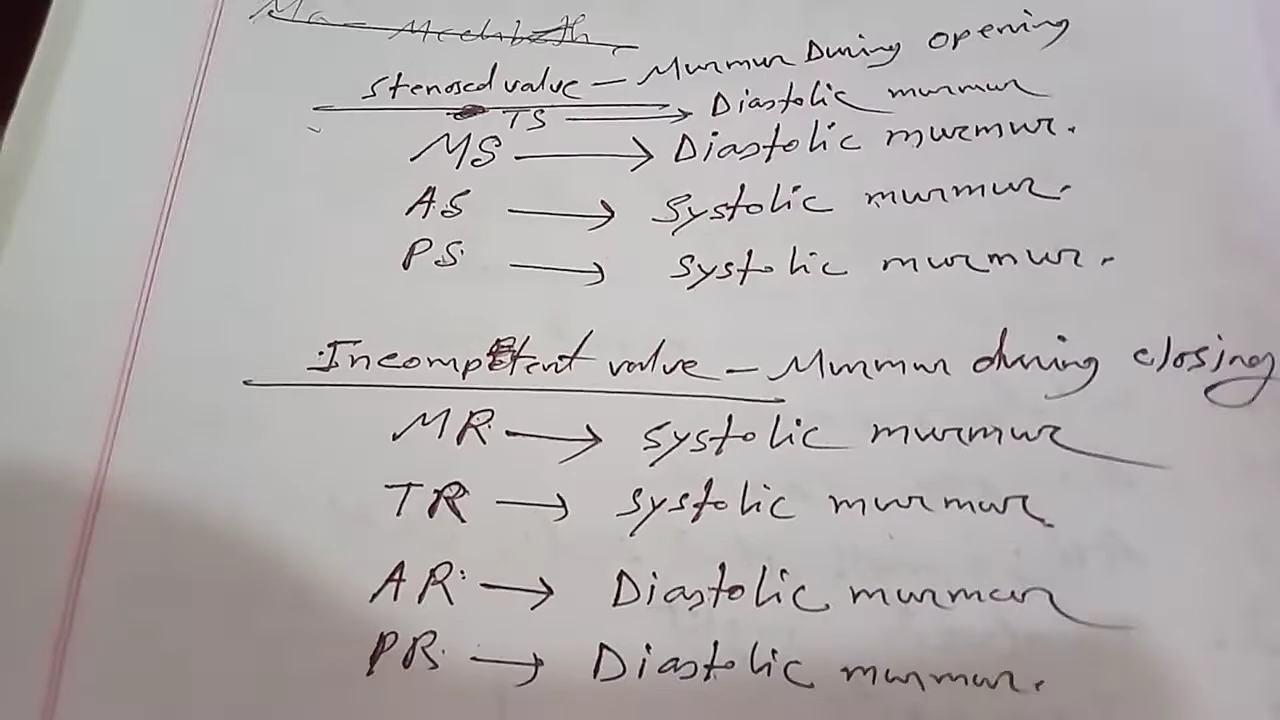 Stenosed valve — Murmur During opening
TS → Diastolic murmur
MS → Diastolic murmur.
AS → Systolic murmur.
PS → Systolic murmur.
Incompetent valve — Murmur during closing
MR → Systolic murmur
TR → Systolic murmur
AR → Diastolic murmur
PR → Diastolic murmur.